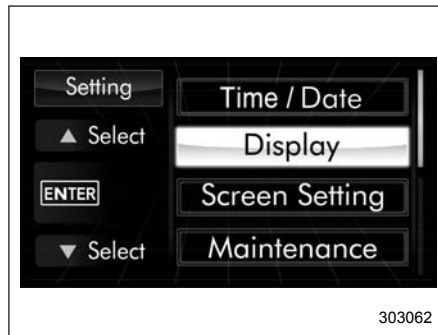 Setting
▲ Select
ENTER
▼ Select
Time / Date
Display
Screen Setting
Maintenance
303062